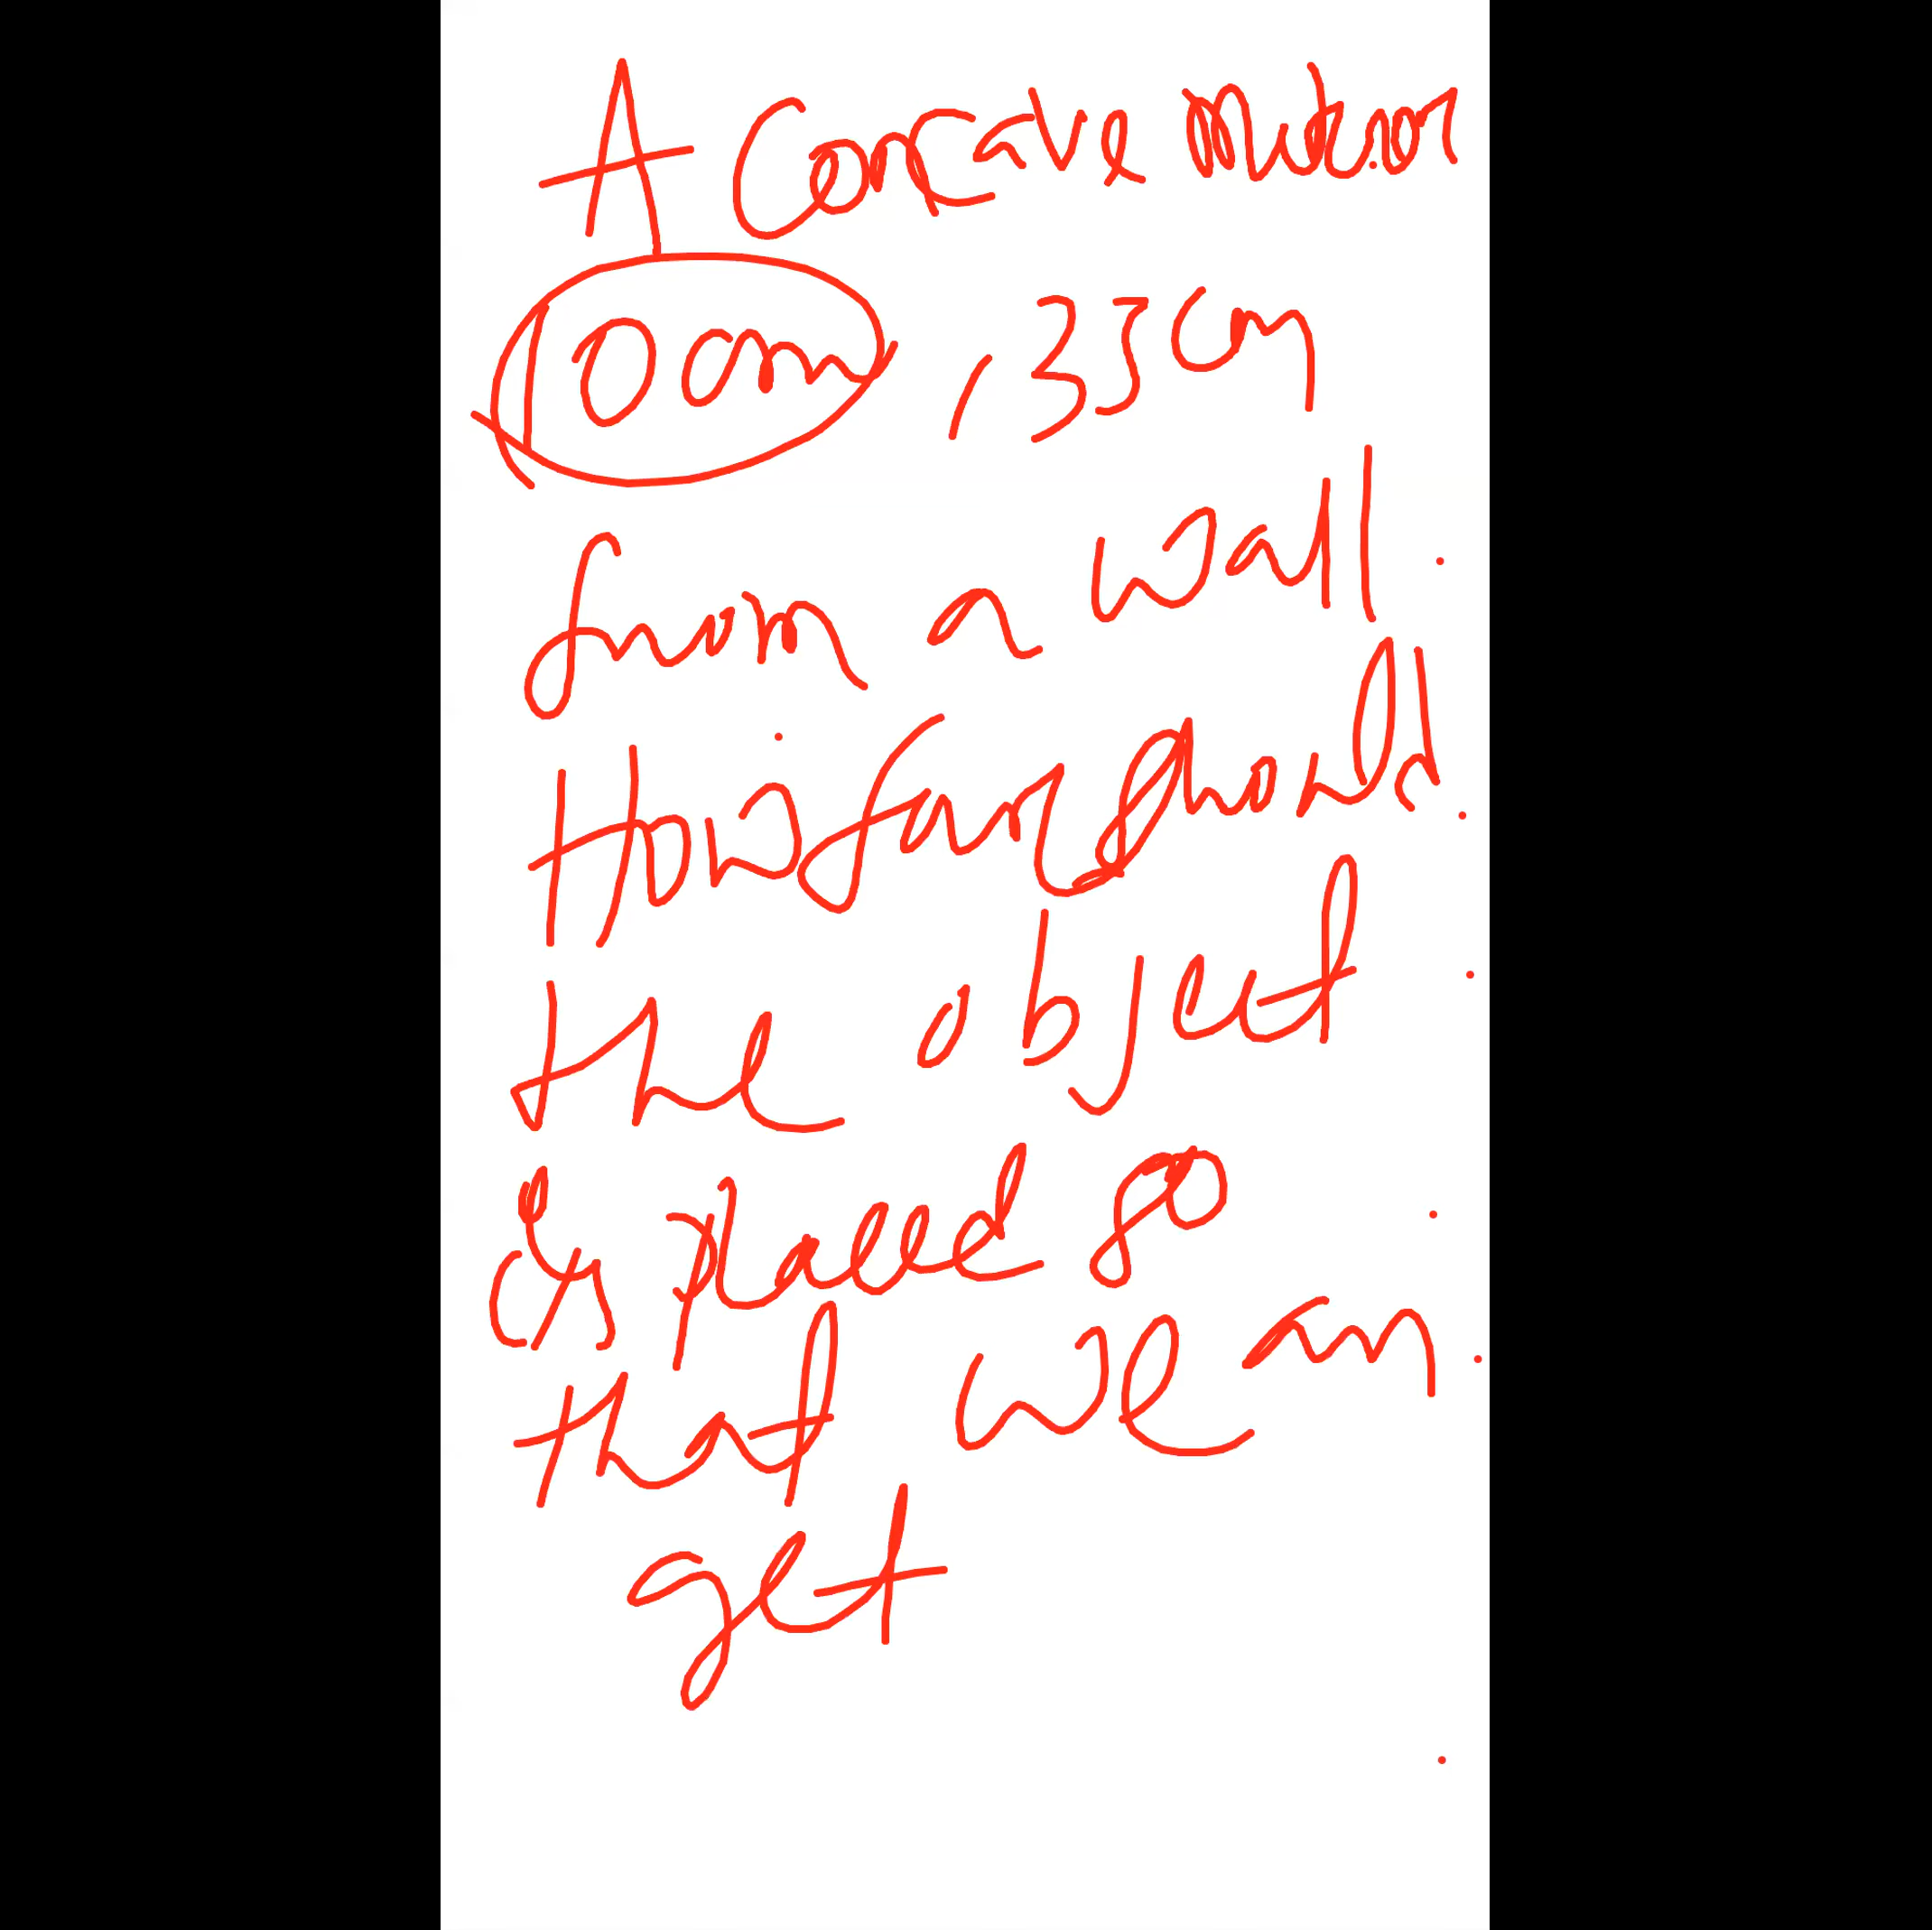 A Concave mirror
10cm, 35cm
from a wall.
How far should
the object
is placed so
that we can
get